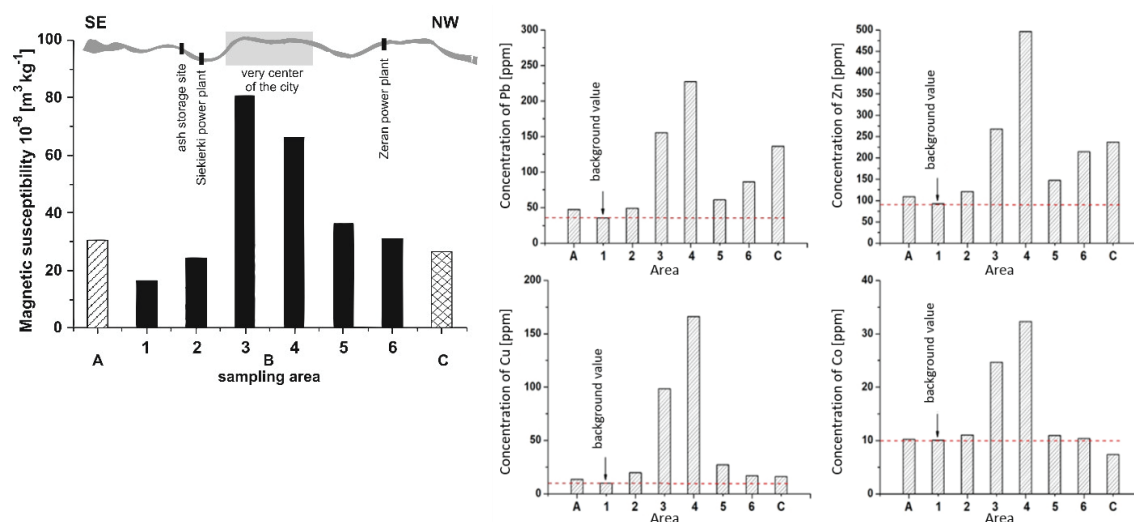 SE
NW
Magnetic susceptibility 10⁻⁸ [m³ kg⁻¹]
100
80
60
40
20
0
ash storage site
Siekierki power plant
very center
of the city
Zeran power plant
1 2 3 4 5 6
A B C
sampling area
Concentration of Pb [ppm]
300
250
200
150
100
50
0
background value
A 1 2 3 4 5 6 C
Area
Concentration of Zn [ppm]
500
450
400
350
300
250
200
150
100
50
0
background value
A 1 2 3 4 5 6 C
Area
Concentration of Cu [ppm]
200
150
100
50
0
background value
A 1 2 3 4 5 6 C
Area
Concentration of Co [ppm]
40
30
20
10
0
background value
A 1 2 3 4 5 6 C
Area